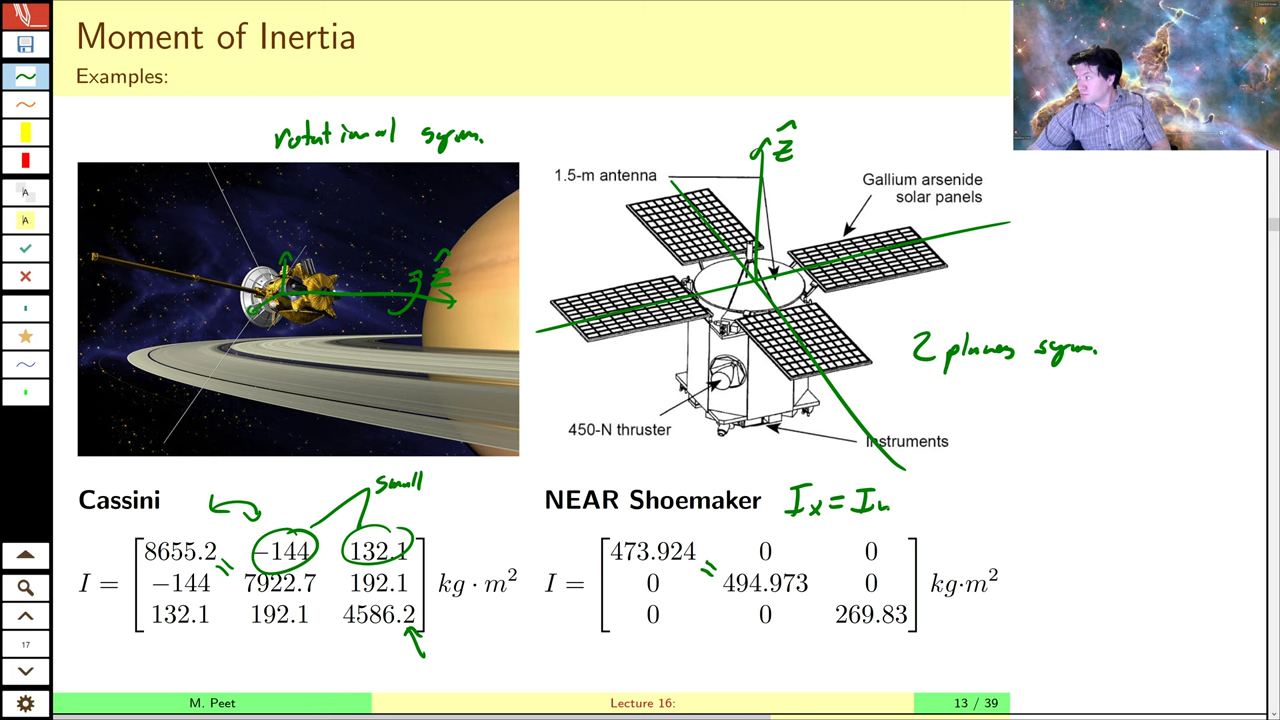 Moment of Inertia
Examples:
rotational sym.
ẑ
1.5-m antenna
Gallium arsenide
solar panels
ẑ
2 planes sym.
450-N thruster
Instruments
small
Cassini
NEAR Shoemaker
I_x = I
I = [8655.2 −144 132.1
−144 7922.7 192.1
132.1 192.1 4586.2] kg · m²
I = [473.924 0 0
0 494.973 0
0 0 269.83] kg·m²
17
M. Peet
Lecture 16:
13 / 39